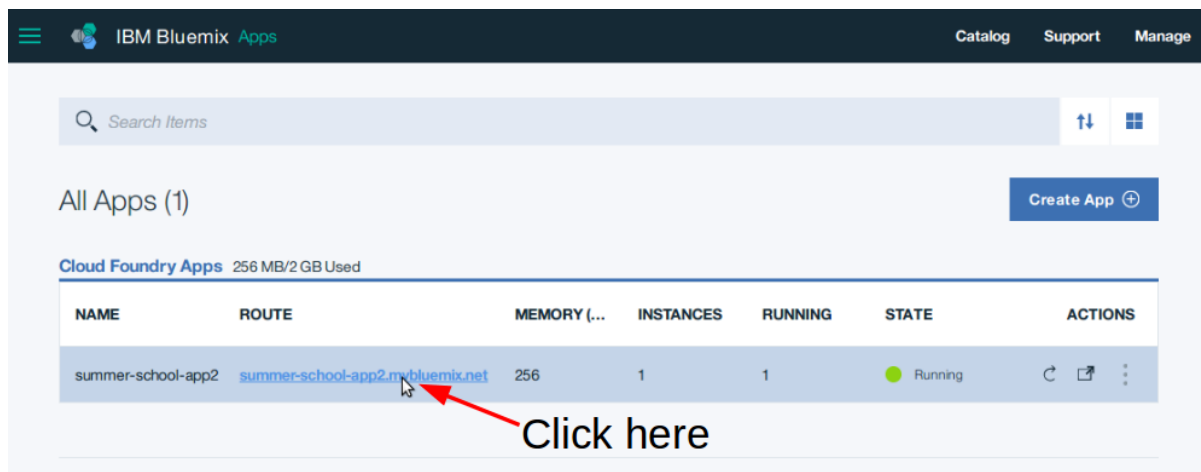 IBM Bluemix Apps Catalog Support Manage
Search Items
All Apps (1)
Create App
Cloud Foundry Apps 256 MB/2 GB Used
NAME ROUTE MEMORY (... INSTANCES RUNNING STATE ACTIONS
summer-school-app2 summer-school-app2.mybluemix.net 256 1 1 Running
Click here